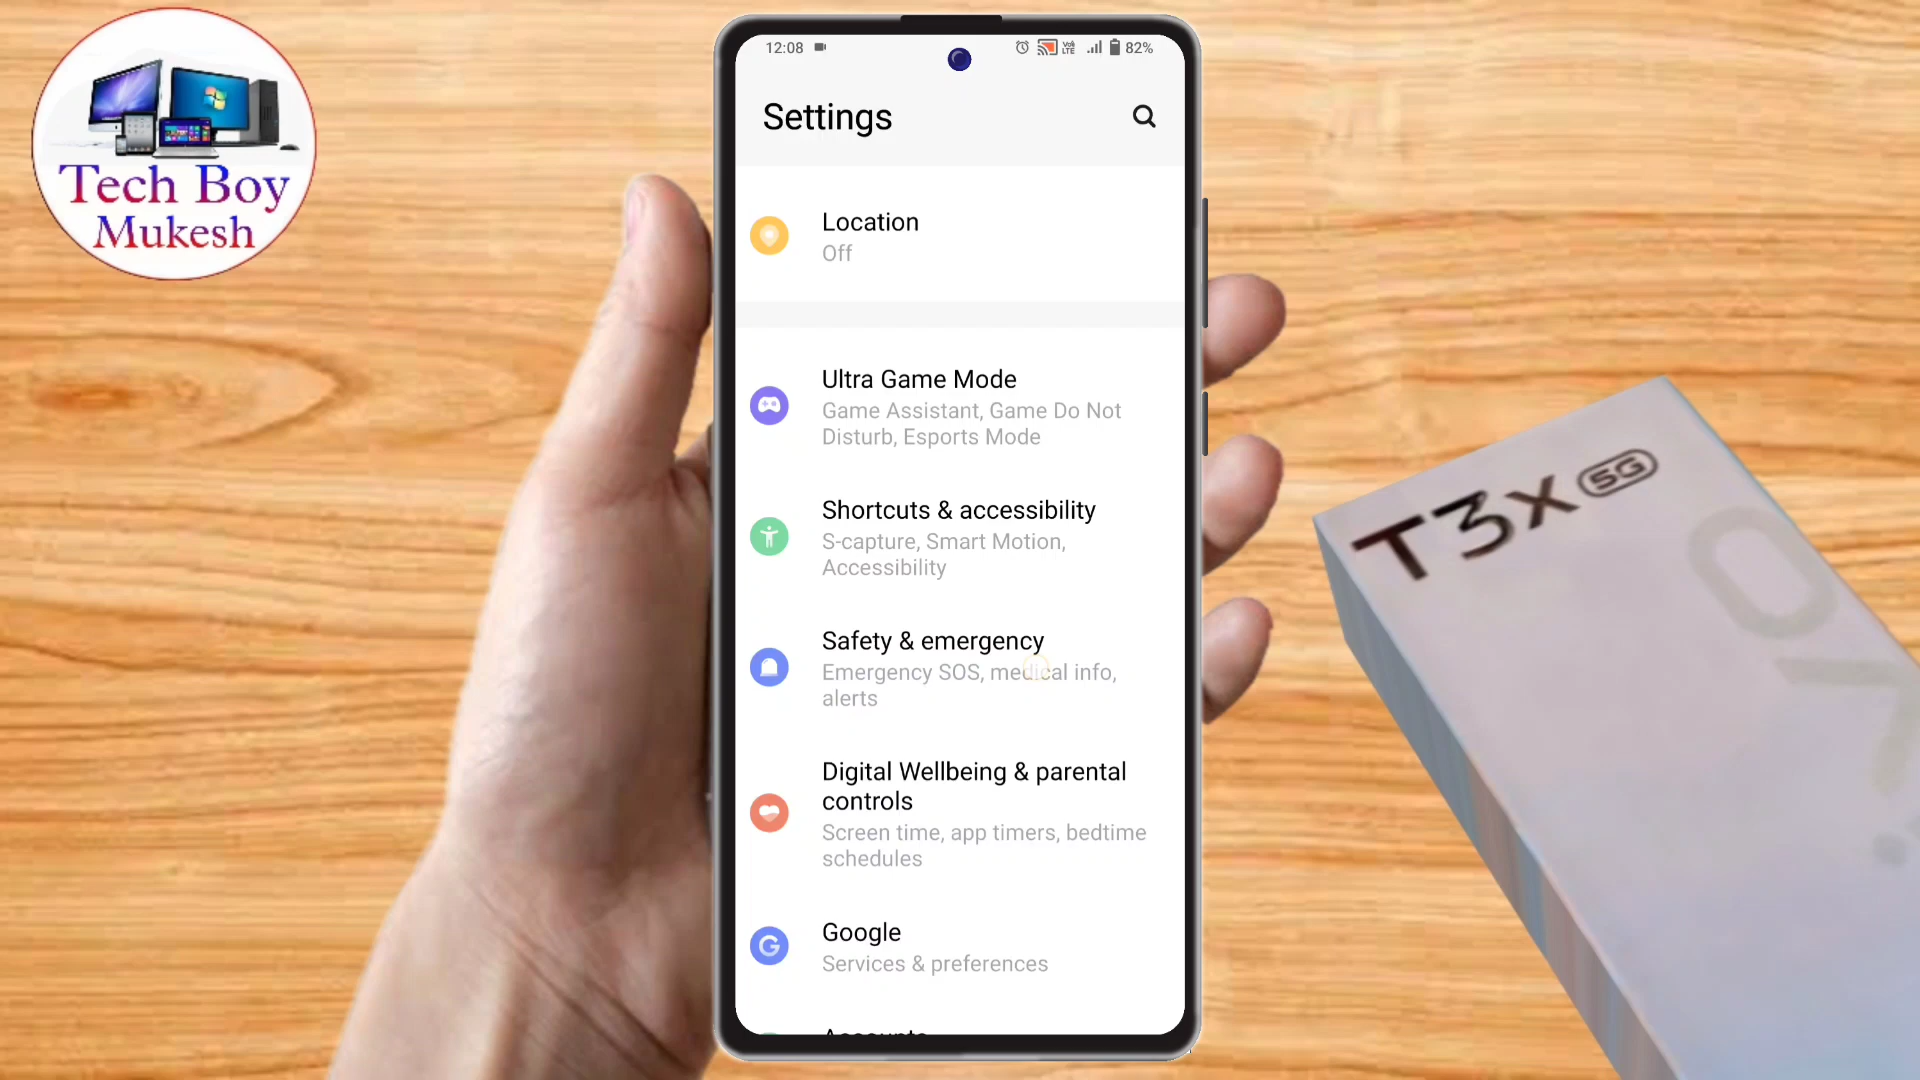 Tech Boy
Mukesh
12:08
82%
Settings
Location
Off
Ultra Game Mode
Game Assistant, Game Do Not
Disturb, Esports Mode
Shortcuts & accessibility
S-capture, Smart Motion,
Accessibility
Safety & emergency
Emergency SOS, medical info,
alerts
Digital Wellbeing & parental
controls
Screen time, app timers, bedtime
schedules
Google
Services & preferences
Accounts
T3x 5G